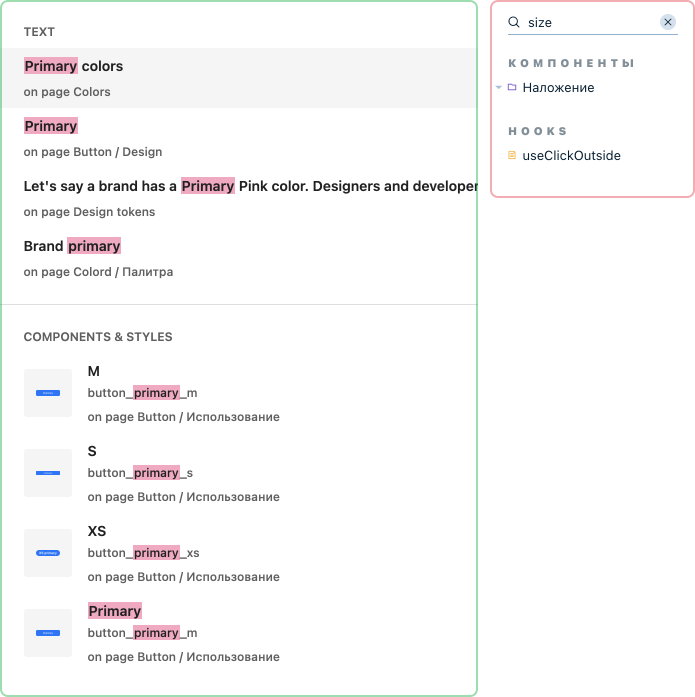 TEXT
Primary colors
on page Colors
Primary
on page Button / Design
Let's say a brand has a Primary Pink color. Designers and developer
on page Design tokens
Brand primary
on page Colord / Палитра
COMPONENTS & STYLES
M
button_primary_m
on page Button / Использование
S
button_primary_s
on page Button / Использование
XS
button_primary_xs
on page Button / Использование
Primary
button_primary_m
on page Button / Использование
size
КОМПОНЕНТЫ
Наложение
HOOKS
useClickOutside